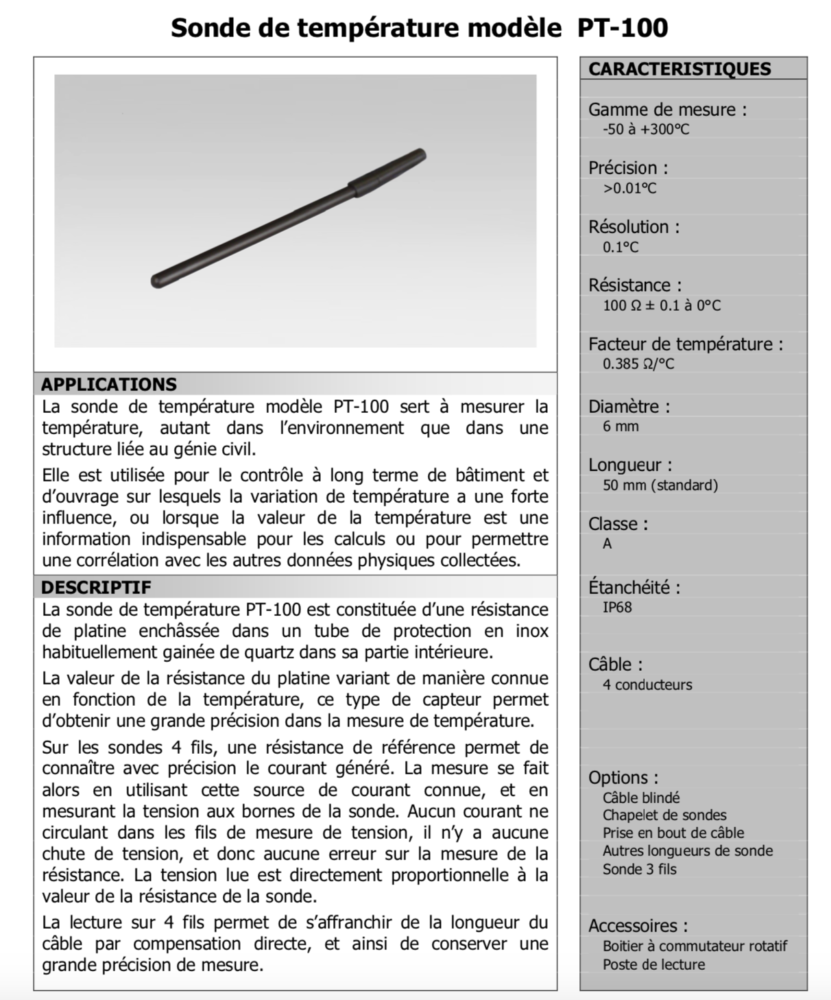 Sonde de température modèle PT-100
APPLICATIONS
La sonde de température modèle PT-100 sert à mesurer la
température, autant dans l’environnement que dans une
structure liée au génie civil.
Elle est utilisée pour le contrôle à long terme de bâtiment et
d’ouvrage sur lesquels la variation de température a une forte
influence, ou lorsque la valeur de la température est une
information indispensable pour les calculs ou pour permettre
une corrélation avec les autres données physiques collectées.
DESCRIPTIF
La sonde de température PT-100 est constituée d’une résistance
de platine enchâssée dans un tube de protection en inox
habituellement gainée de quartz dans sa partie intérieure.
La valeur de la résistance du platine variant de manière connue
en fonction de la température, ce type de capteur permet
d’obtenir une grande précision dans la mesure de température.
Sur les sondes 4 fils, une résistance de référence permet de
connaître avec précision le courant généré. La mesure se fait
alors en utilisant cette source de courant connue, et en
mesurant la tension aux bornes de la sonde. Aucun courant ne
circulant dans les fils de mesure de tension, il n’y a aucune
chute de tension, et donc aucune erreur sur la mesure de la
résistance. La tension lue est directement proportionnelle à la
valeur de la résistance de la sonde.
La lecture sur 4 fils permet de s’affranchir de la longueur du
câble par compensation directe, et ainsi de conserver une
grande précision de mesure.
CARACTERISTIQUES
Gamme de mesure :
-50 à +300°C
Précision :
>0.01°C
Résolution :
0.1°C
Résistance :
100 Ω ± 0.1 à 0°C
Facteur de température :
0.385 Ω/°C
Diamètre :
6 mm
Longueur :
50 mm (standard)
Classe :
A
Étanchéité :
IP68
Câble :
4 conducteurs
Options :
Câble blindé
Chapelet de sondes
Prise en bout de câble
Autres longueurs de sonde
Sonde 3 fils
Accessoires :
Boitier à commutateur rotatif
Poste de lecture